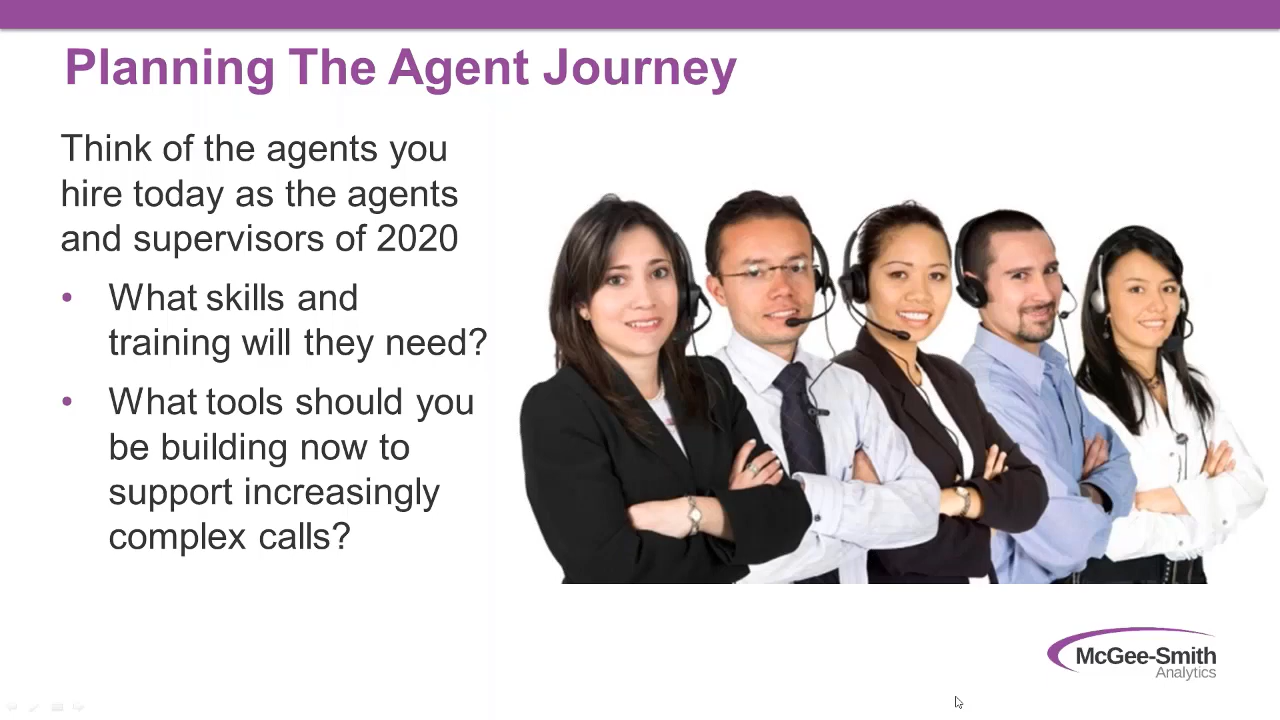 Planning The Agent Journey
Think of the agents you
hire today as the agents
and supervisors of 2020
• What skills and
training will they need?
• What tools should you
be building now to
support increasingly
complex calls?
McGee-Smith
Analytics